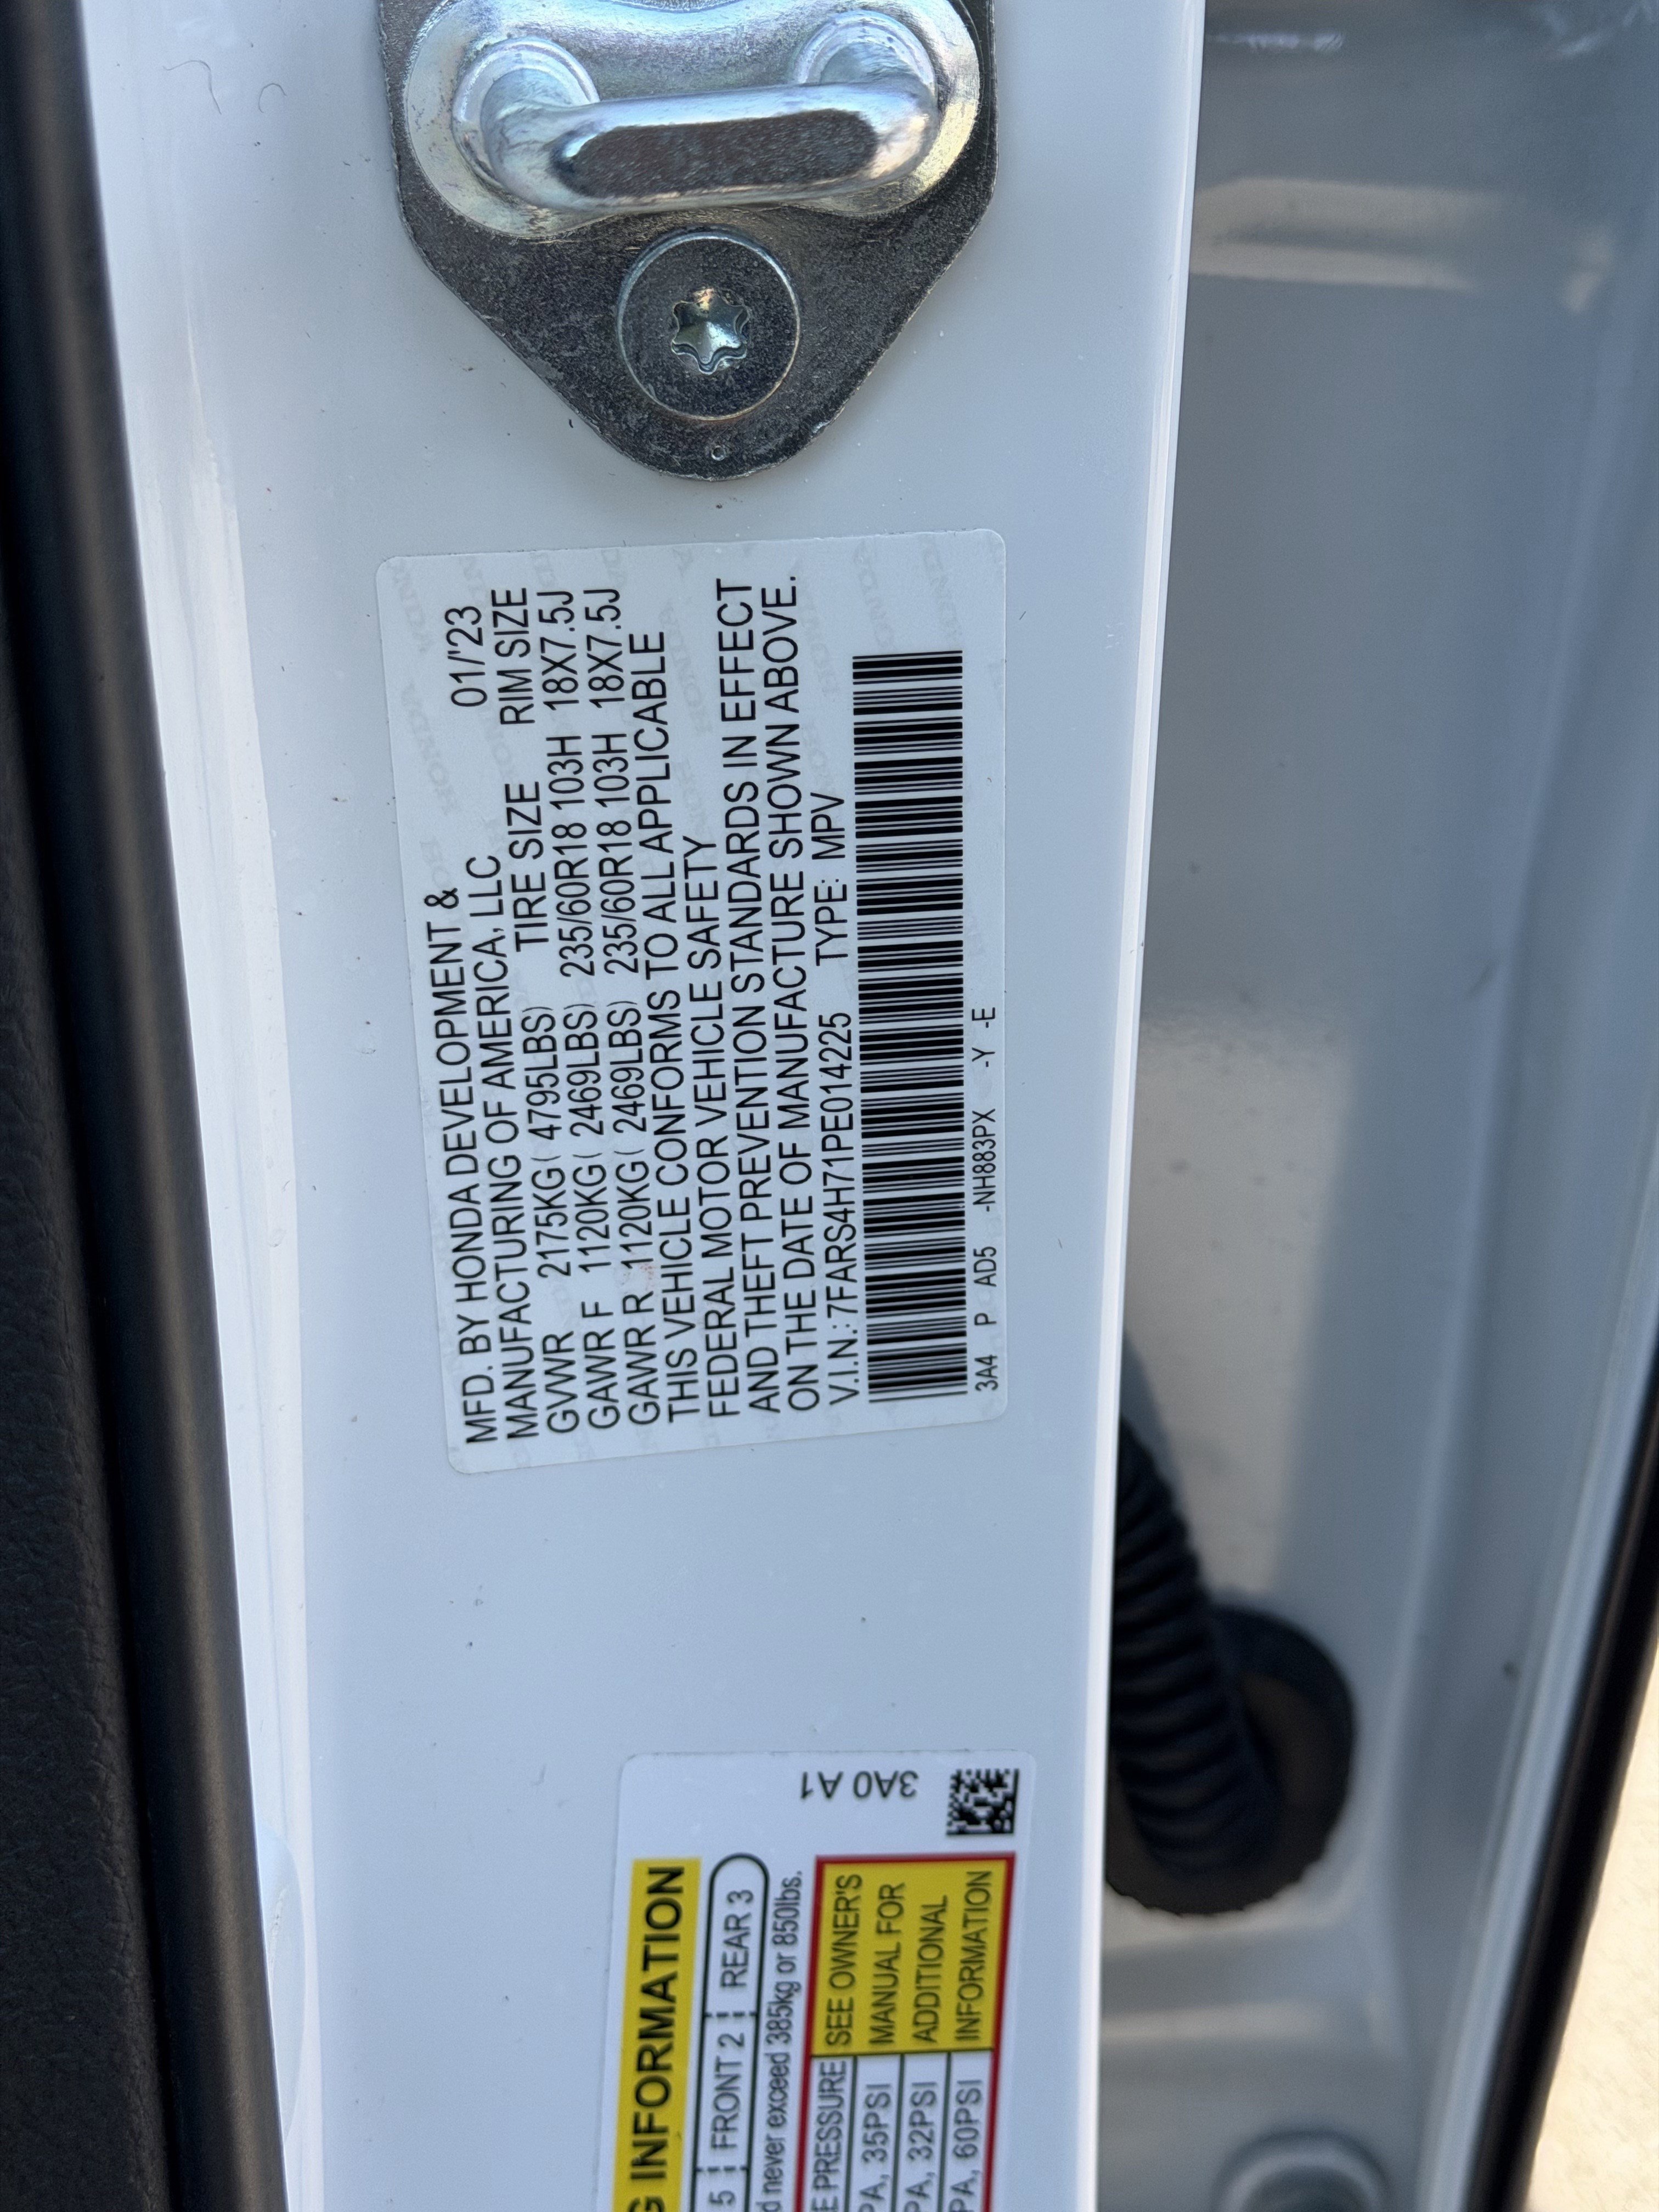 MFD. BY HONDA DEVELOPMENT &
MANUFACTURING OF AMERICA, LLC 01/'23
TIRE SIZE RIM SIZE
GVWR 2175KG( 4795LBS)
GAWR F 1120KG( 2469LBS) 235/60R18 103H 18X7.5J
GAWR R 1120KG( 2469LBS) 235/60R18 103H 18X7.5J
THIS VEHICLE CONFORMS TO ALL APPLICABLE
FEDERAL MOTOR VEHICLE SAFETY
AND THEFT PREVENTION STANDARDS IN EFFECT
ON THE DATE OF MANUFACTURE SHOWN ABOVE.
V.I.N.: 7FARS4H71PE014225 TYPE: MPV
3A4 P AD5 -NH883PX -Y -E
3A0 A1
G INFORMATION
5 FRONT 2 REAR 3
d never exceed 385kg or 850lbs.
E PRESSURE
PA, 35PSI
PA, 32PSI
PA, 60PSI
SEE OWNER'S
MANUAL FOR
ADDITIONAL
INFORMATION